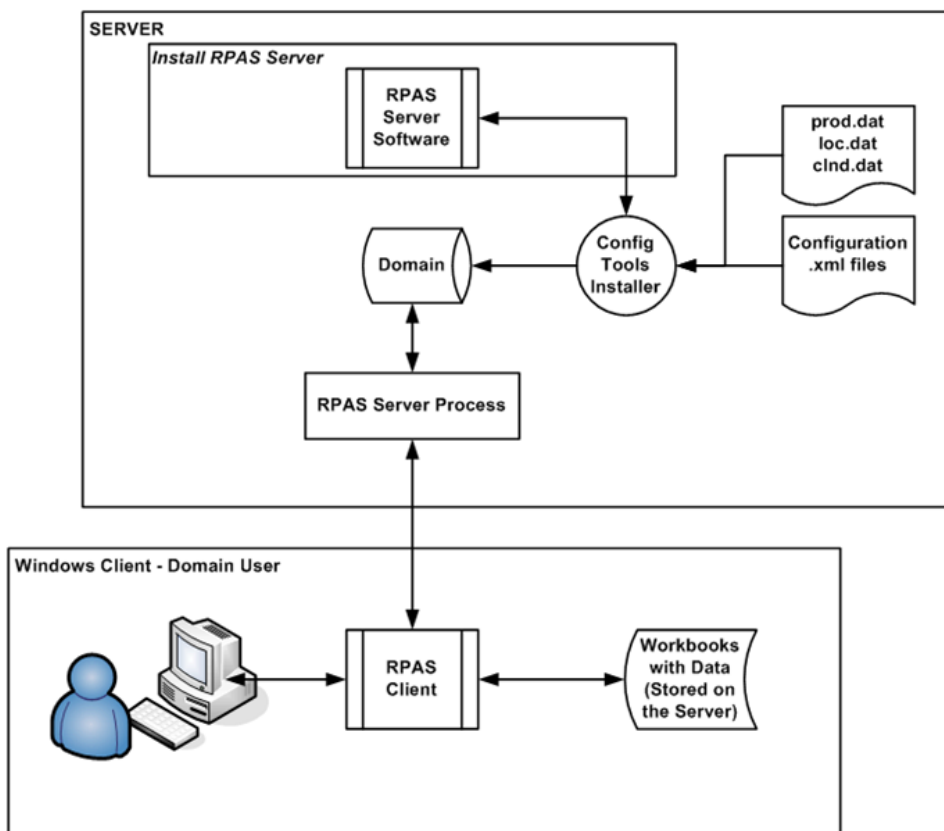 SERVER
Install RPAS Server
RPAS
Server
Software
prod.dat
loc.dat
clnd.dat
Configuration
.xml files
Config
Tools
Installer
Domain
RPAS Server Process
Windows Client - Domain User
RPAS
Client
Workbooks
with Data
(Stored on
the Server)